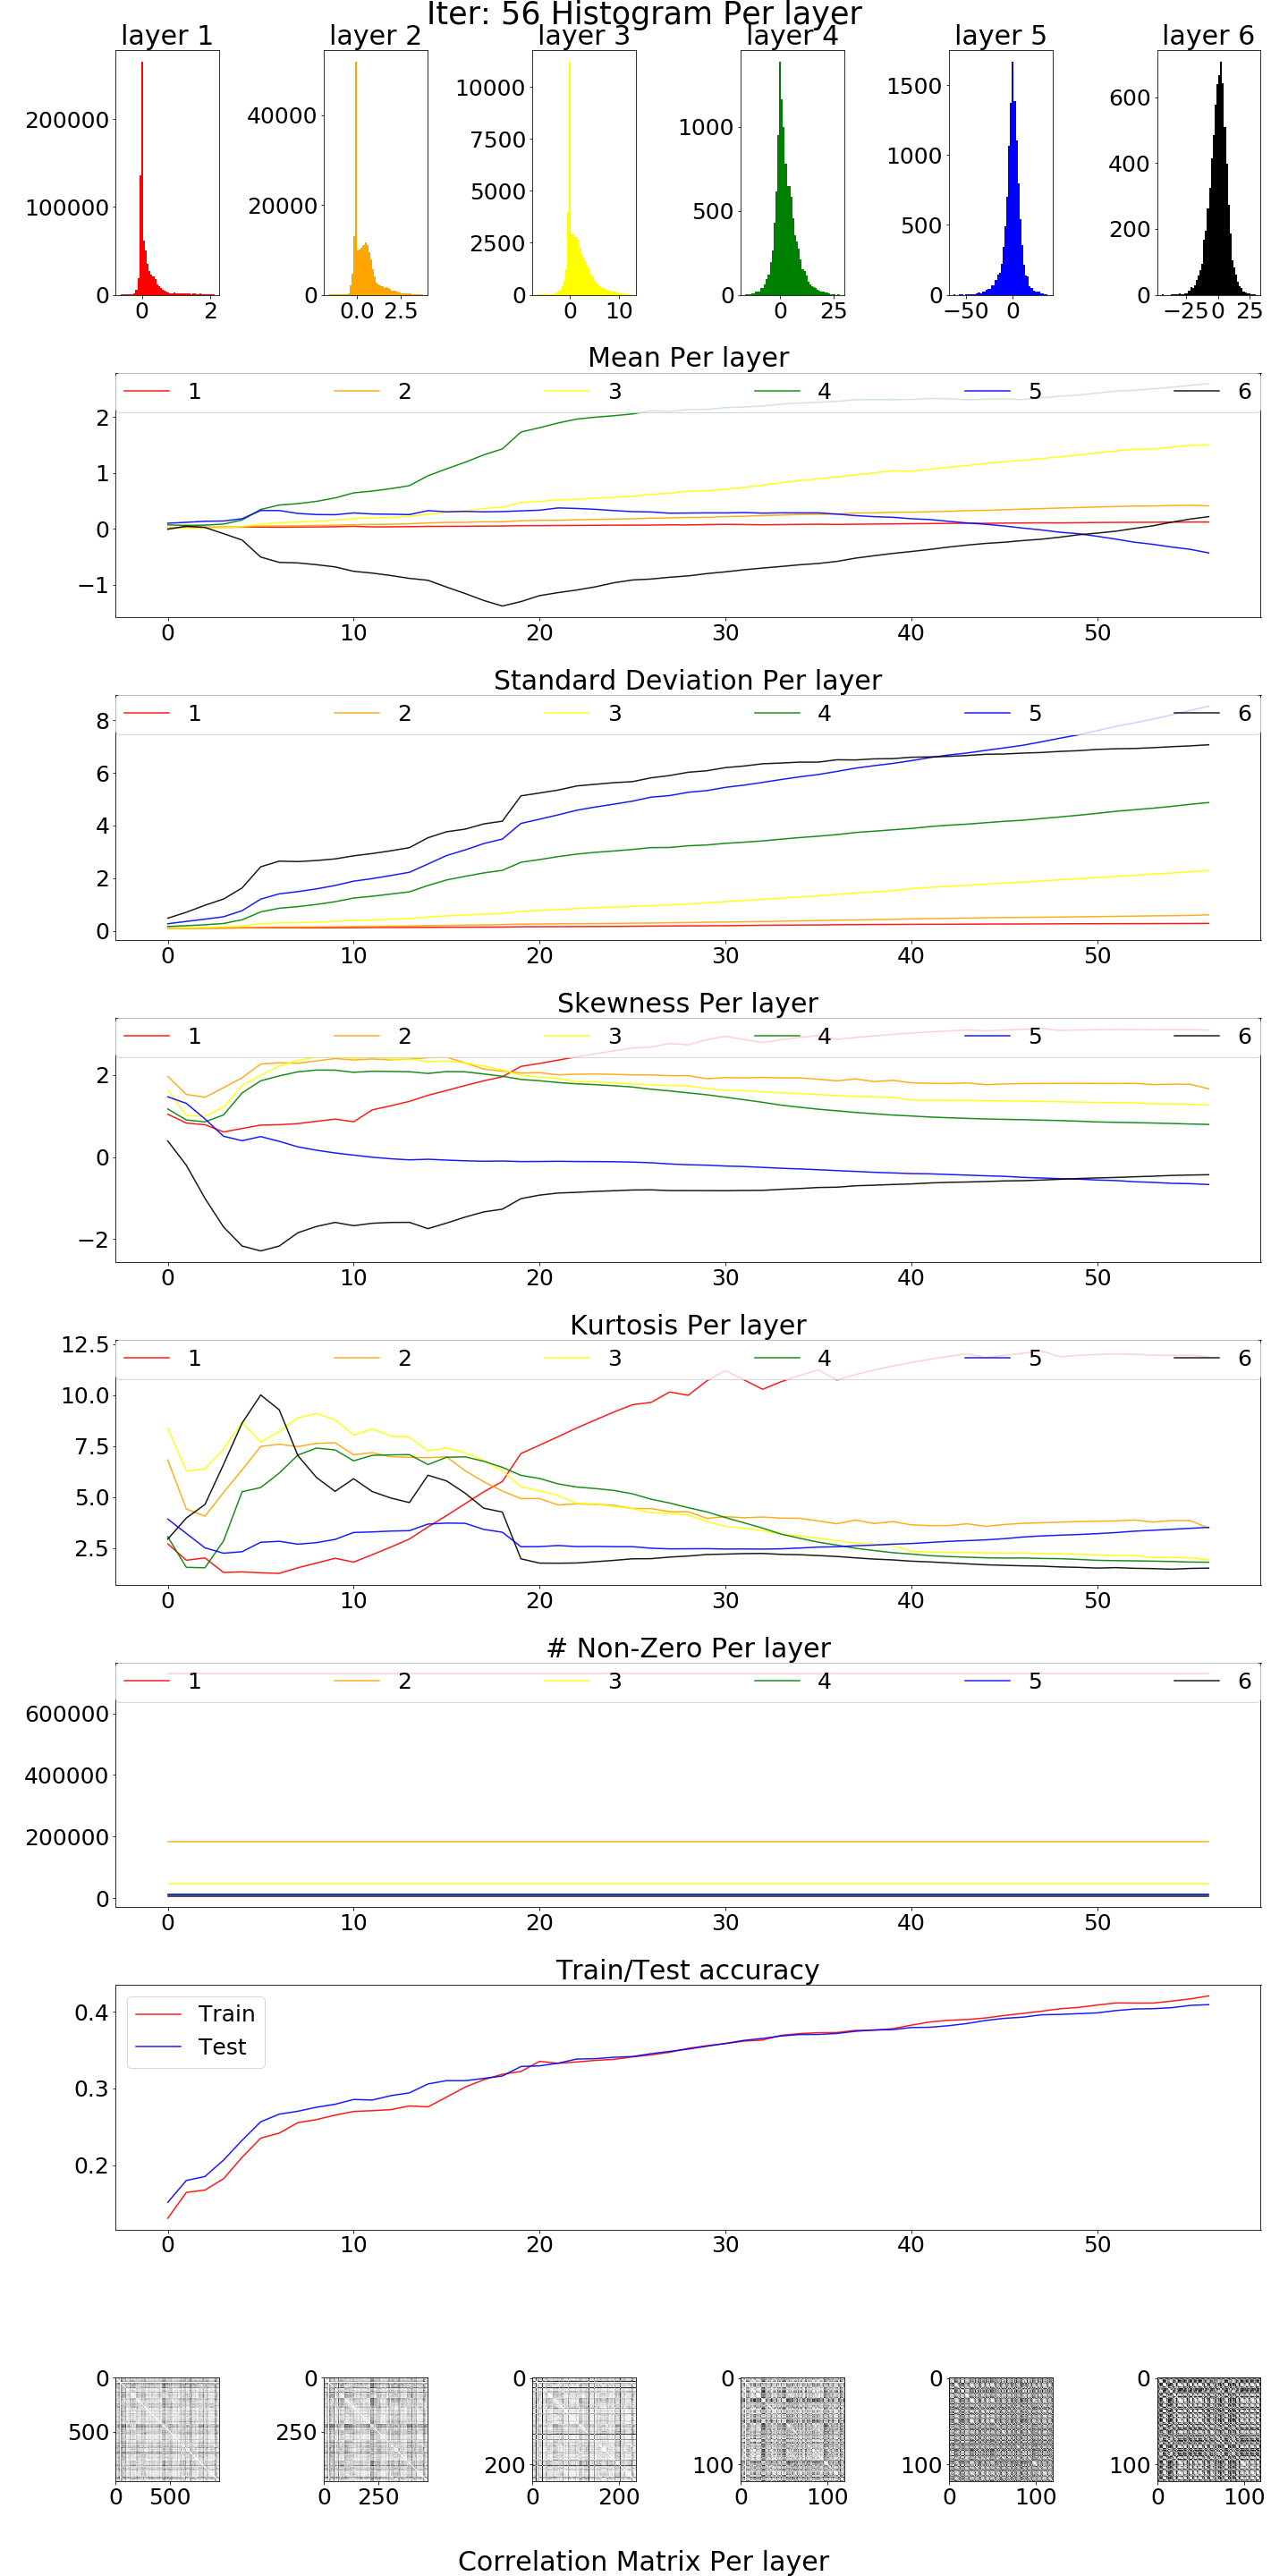 Iter: 56 Histogram Per layer
layer 1 layer 2 layer 3 layer 4 layer 5 layer 6
200000 100000 0
0 2
40000 20000 0
0.0 2.5
10000 7500 5000 2500 0
0 10
1000 500 0
0 25
1500 1000 500 0
−50 0
600 400 200 0
−25 0 25
Mean Per layer
1 2 3 4 5 6
2
1
0
−1
0 10 20 30 40 50
Standard Deviation Per layer
1 2 3 4 5 6
8
6
4
2
0
0 10 20 30 40 50
Skewness Per layer
1 2 3 4 5 6
2
0
−2
0 10 20 30 40 50
Kurtosis Per layer
12.5
1 2 3 4 5 6
10.0
7.5
5.0
2.5
0 10 20 30 40 50
# Non-Zero Per layer
1 2 3 4 5 6
600000
400000
200000
0
0 10 20 30 40 50
Train/Test accuracy
0.4
Train
Test
0.3
0.2
0 10 20 30 40 50
0 500
0 500
0 250
0 250
0 200
0 200
0 100
0 100
0 100
0 100
0 100
0 100
Correlation Matrix Per layer